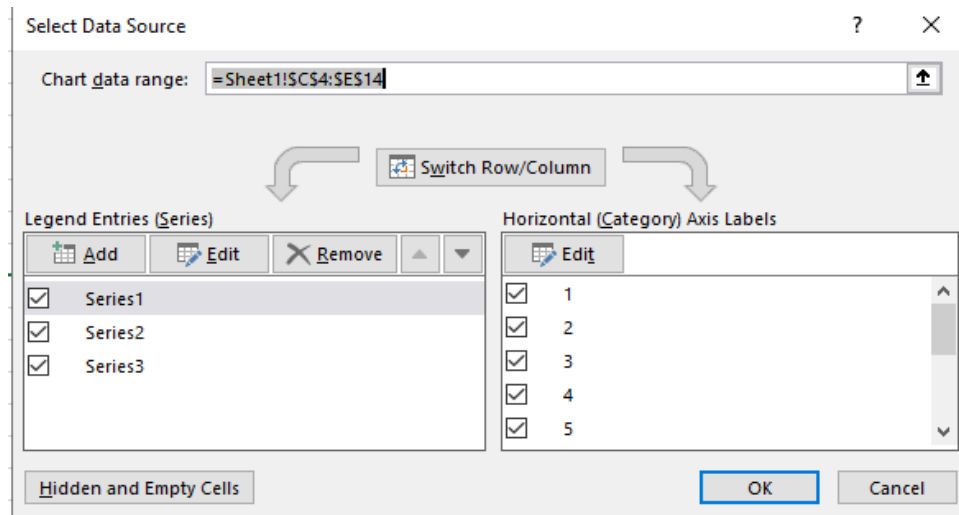 Select Data Source ? ×
Chart data range: =Sheet1!$C$4:$E$14
Switch Row/Column
Legend Entries (Series)
Add Edit Remove
Series1
Series2
Series3
Horizontal (Category) Axis Labels
Edit
1
2
3
4
5
Hidden and Empty Cells
OK Cancel